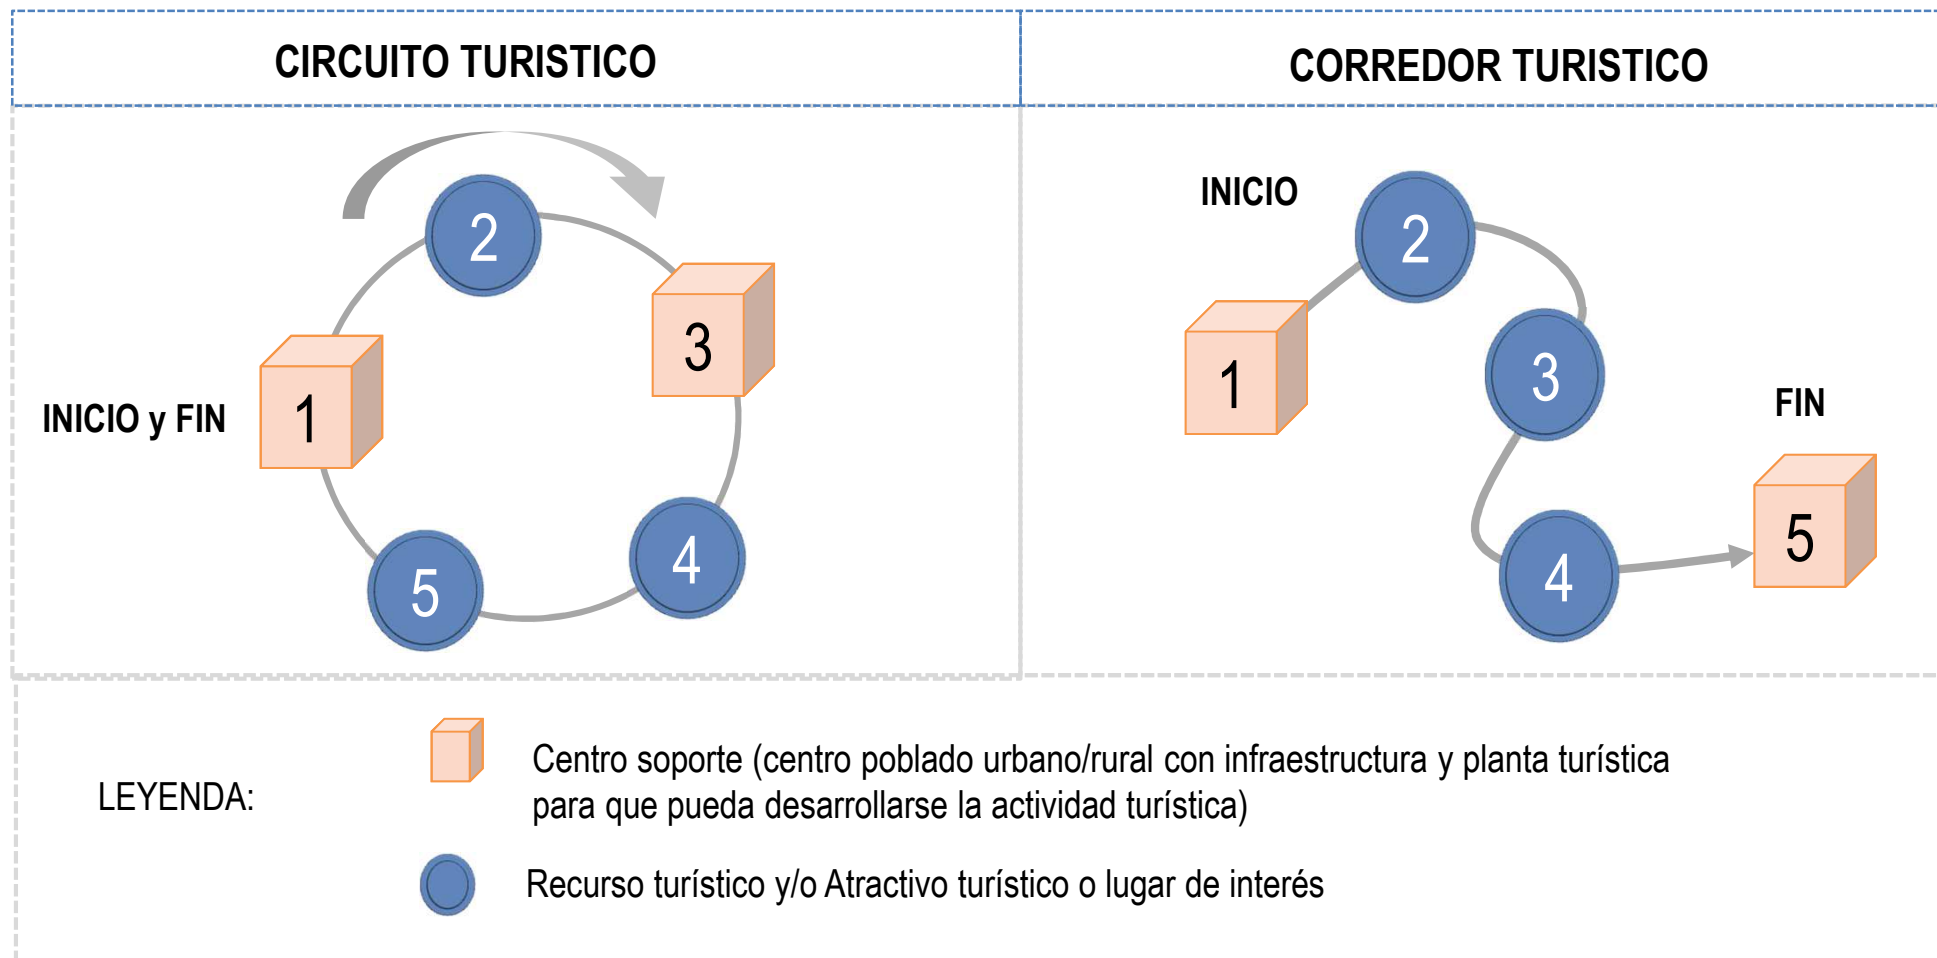 CIRCUITO TURISTICO
CORREDOR TURISTICO
INICIO y FIN
1
2
3
4
5
INICIO
1
2
3
4
5
FIN
LEYENDA:
Centro soporte (centro poblado urbano/rural con infraestructura y planta turística
para que pueda desarrollarse la actividad turística)
Recurso turístico y/o Atractivo turístico o lugar de interés